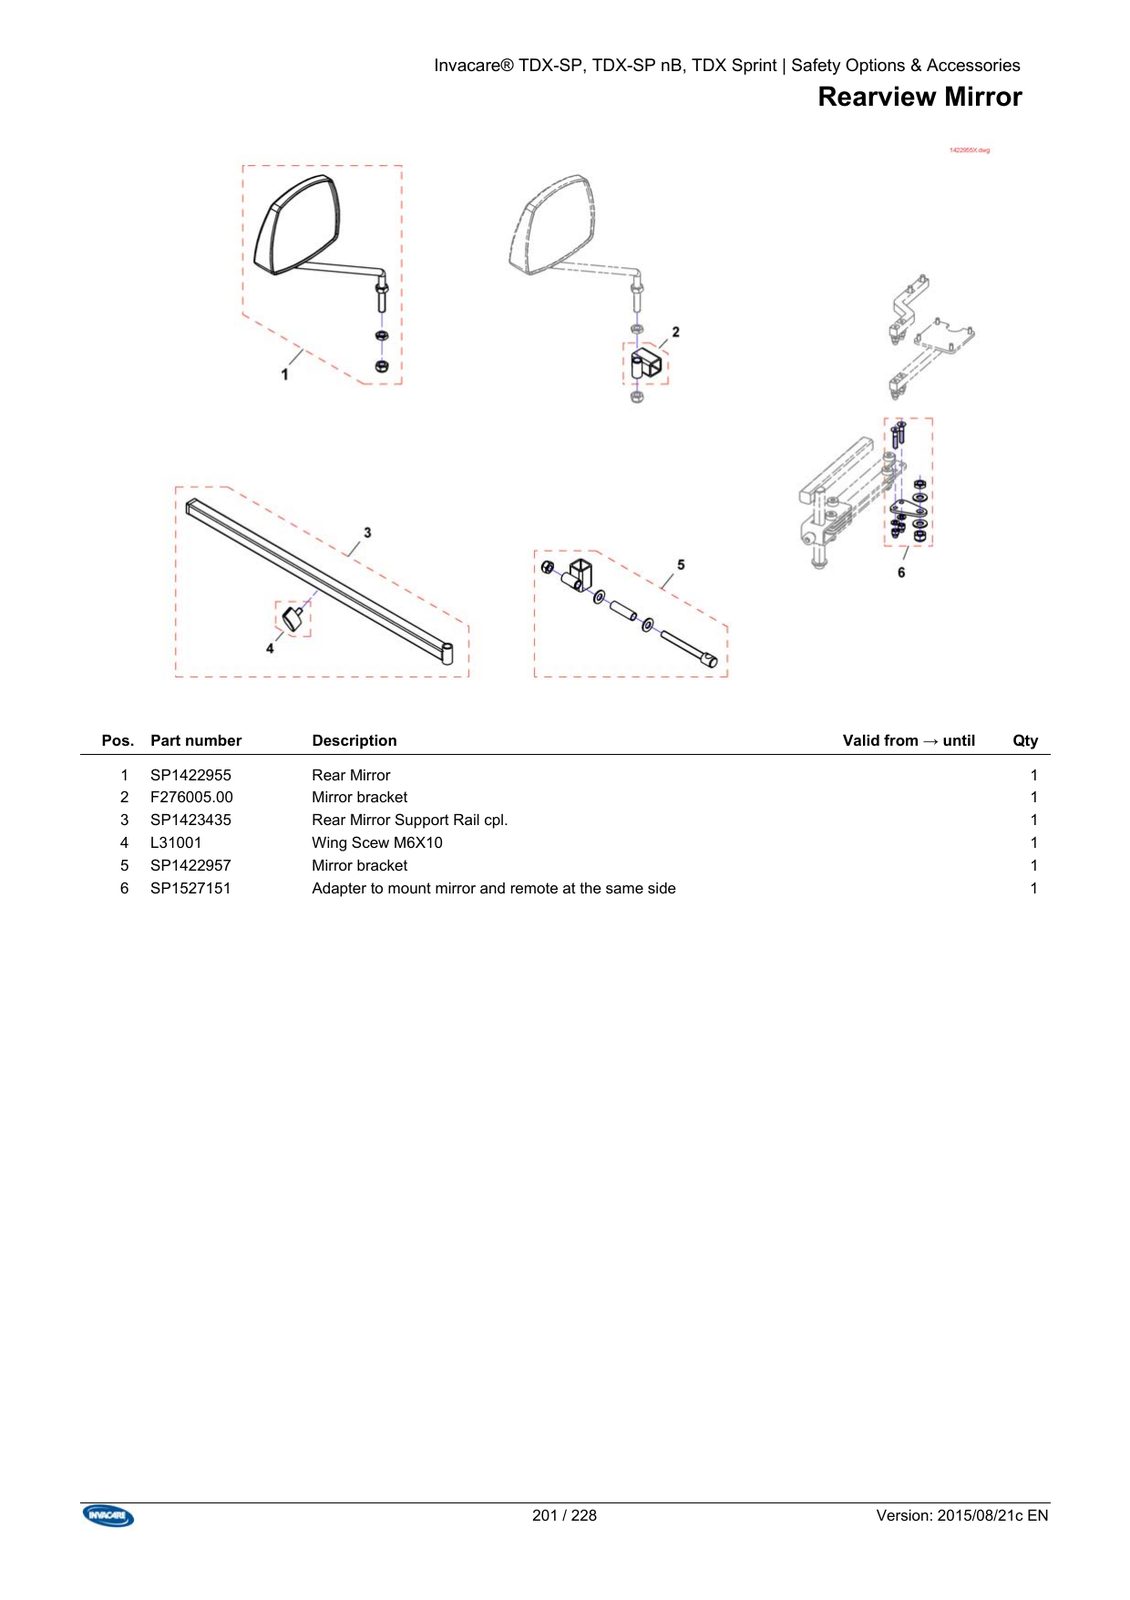 Invacare® TDX-SP, TDX-SP nB, TDX Sprint | Safety Options & Accessories
Rearview Mirror
1422955X.dwg
1
2
3
4
5
6
Pos. Part number Description Valid from → until Qty
1 SP1422955 Rear Mirror 1
2 F276005.00 Mirror bracket 1
3 SP1423435 Rear Mirror Support Rail cpl. 1
4 L31001 Wing Scew M6X10 1
5 SP1422957 Mirror bracket 1
6 SP1527151 Adapter to mount mirror and remote at the same side 1
INVACARE 201 / 228 Version: 2015/08/21c EN